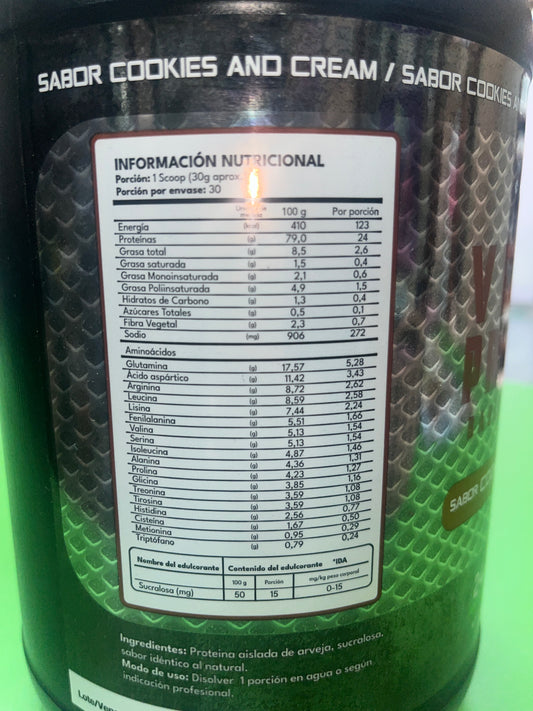 SABOR COOKIES AND CREAM / SABOR COOKIES A
INFORMACIÓN NUTRICIONAL
Porción: 1 Scoop (30g aprox.
Porción por envase: 30
100 g Por porción
Energía (kcal) 410 123
Proteínas (g) 79,0 24
Grasa total (g) 8,5 2,6
Grasa saturada (g) 1,5 0,4
Grasa Monoinsaturada (g) 2,1 0,6
Grasa Poliinsaturada (g) 4,9 1,5
Hidratos de Carbono (g) 1,3 0,4
Azúcares Totales (g) 0,5 0,1
Fibra Vegetal (g) 2,3 0,7
Sodio (mg) 906 272
Aminoácidos
Glutamina (g) 17,57 5,28
Ácido aspártico (g) 11,42 3,43
Arginina (g) 8,72 2,62
Leucina (g) 8,59 2,58
Lisina (g) 7,44 2,24
Fenilalanina (g) 5,51 1,66
Valina (g) 5,13 1,54
Serina (g) 5,13 1,54
Isoleucina (g) 4,87 1,46
Alanina (g) 4,36 1,31
Prolina (g) 4,23 1,27
Glicina (g) 3,85 1,16
Treonina (g) 3,59 1,08
Tirosina (g) 3,59 1,08
Histidina (g) 2,56 0,77
Cisteína (g) 1,67 0,50
Metionina (g) 0,95 0,29
Triptófano (g) 0,79 0,24
Nombre del edulcorante Contenido del edulcorante *IDA
100 g Porción mg/kg peso corporal
Sucralosa (mg) 50 15 0-15
Ingredientes: Proteína aislada de arveja, sucralosa,
sabor idéntico al natural.
Modo de uso: Disolver 1 porción en agua o según
indicación profesional.
Lote/Ven
SABOR C